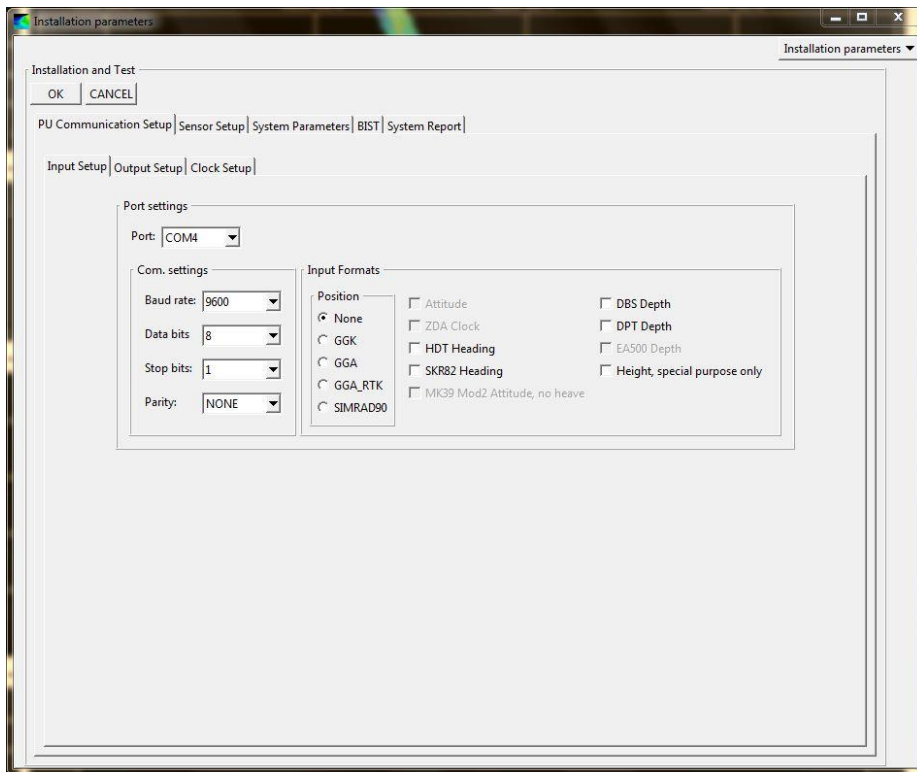 Installation parameters
Installation parameters
Installation and Test
OK CANCEL
PU Communication Setup Sensor Setup System Parameters BIST System Report
Input Setup Output Setup Clock Setup
Port settings
Port: COM4
Com. settings
Baud rate: 9600
Data bits 8
Stop bits: 1
Parity: NONE
Input Formats
Position
None
GGK
GGA
GGA_RTK
SIMRAD90
Attitude
ZDA Clock
HDT Heading
SKR82 Heading
MK39 Mod2 Attitude, no heave
DBS Depth
DPT Depth
EA500 Depth
Height, special purpose only